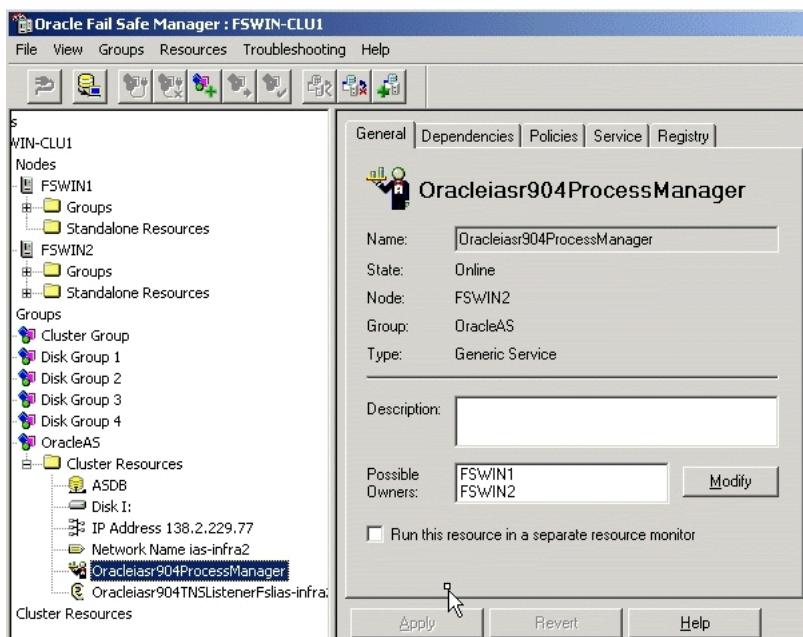 Oracle Fail Safe Manager : FSWIN-CLU1
File View Groups Resources Troubleshooting Help
s
WIN-CLU1
Nodes
FSWIN1
Groups
Standalone Resources
FSWIN2
Groups
Standalone Resources
Groups
Cluster Group
Disk Group 1
Disk Group 2
Disk Group 3
Disk Group 4
OracleAS
Cluster Resources
ASDB
Disk I:
IP Address 138.2.229.77
Network Name ias-infra2
Oracleiasr904ProcessManager
Oracleiasr904TNSListenerFslias-infra2
Cluster Resources
General Dependencies Policies Service Registry
Oracleiasr904ProcessManager
Name: Oracleiasr904ProcessManager
State: Online
Node: FSWIN2
Group: OracleAS
Type: Generic Service
Description:
Possible Owners: FSWIN1
FSWIN2
Modify
Run this resource in a separate resource monitor
Apply Revert Help